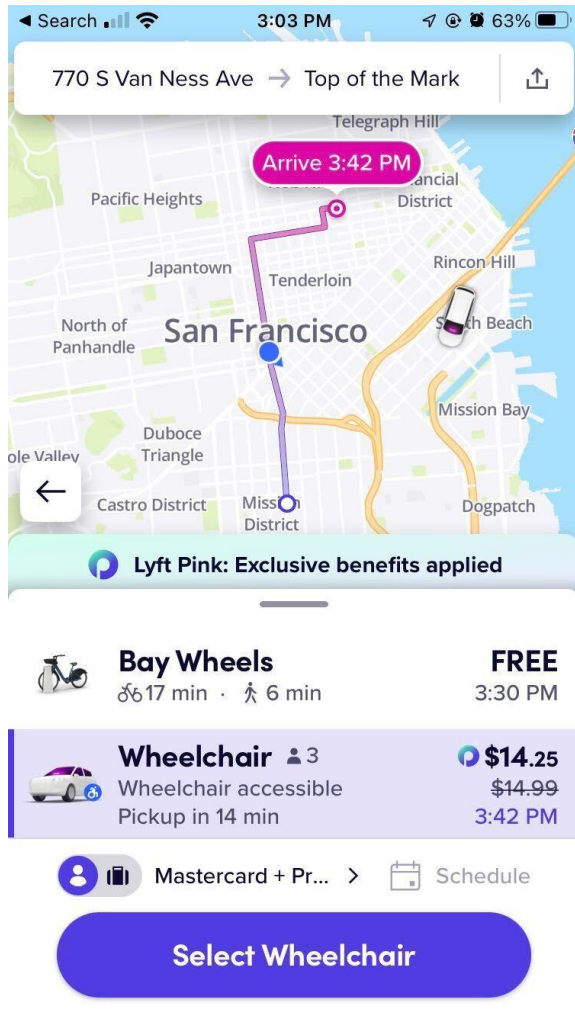 Search
3:03 PM
63%
770 S Van Ness Ave → Top of the Mark
Telegraph Hill
Arrive 3:42 PM
Pacific Heights
District
Japantown
Tenderloin
Rincon Hill
North of
Panhandle
San Francisco
South Beach
Mission Bay
Duboce
Triangle
ole Valley
Castro District
Mission
District
Dogpatch
Lyft Pink: Exclusive benefits applied
Bay Wheels
FREE
17 min · 6 min
3:30 PM
Wheelchair 3
$14.25
Wheelchair accessible
$14.99
Pickup in 14 min
3:42 PM
Mastercard + Pr... >
Schedule
Select Wheelchair